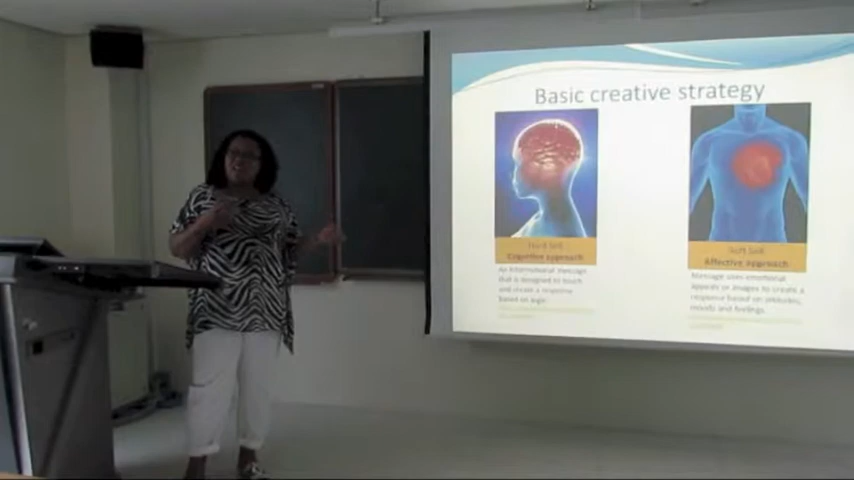 Basic creative strategy
Hard Sell
Cognitive approach
An informational message
that is designed to touch
and create a response
based on logic.
Soft Sell
Affective approach
Message uses emotional
appeals or images to create a
response based on attitudes,
moods and feelings.